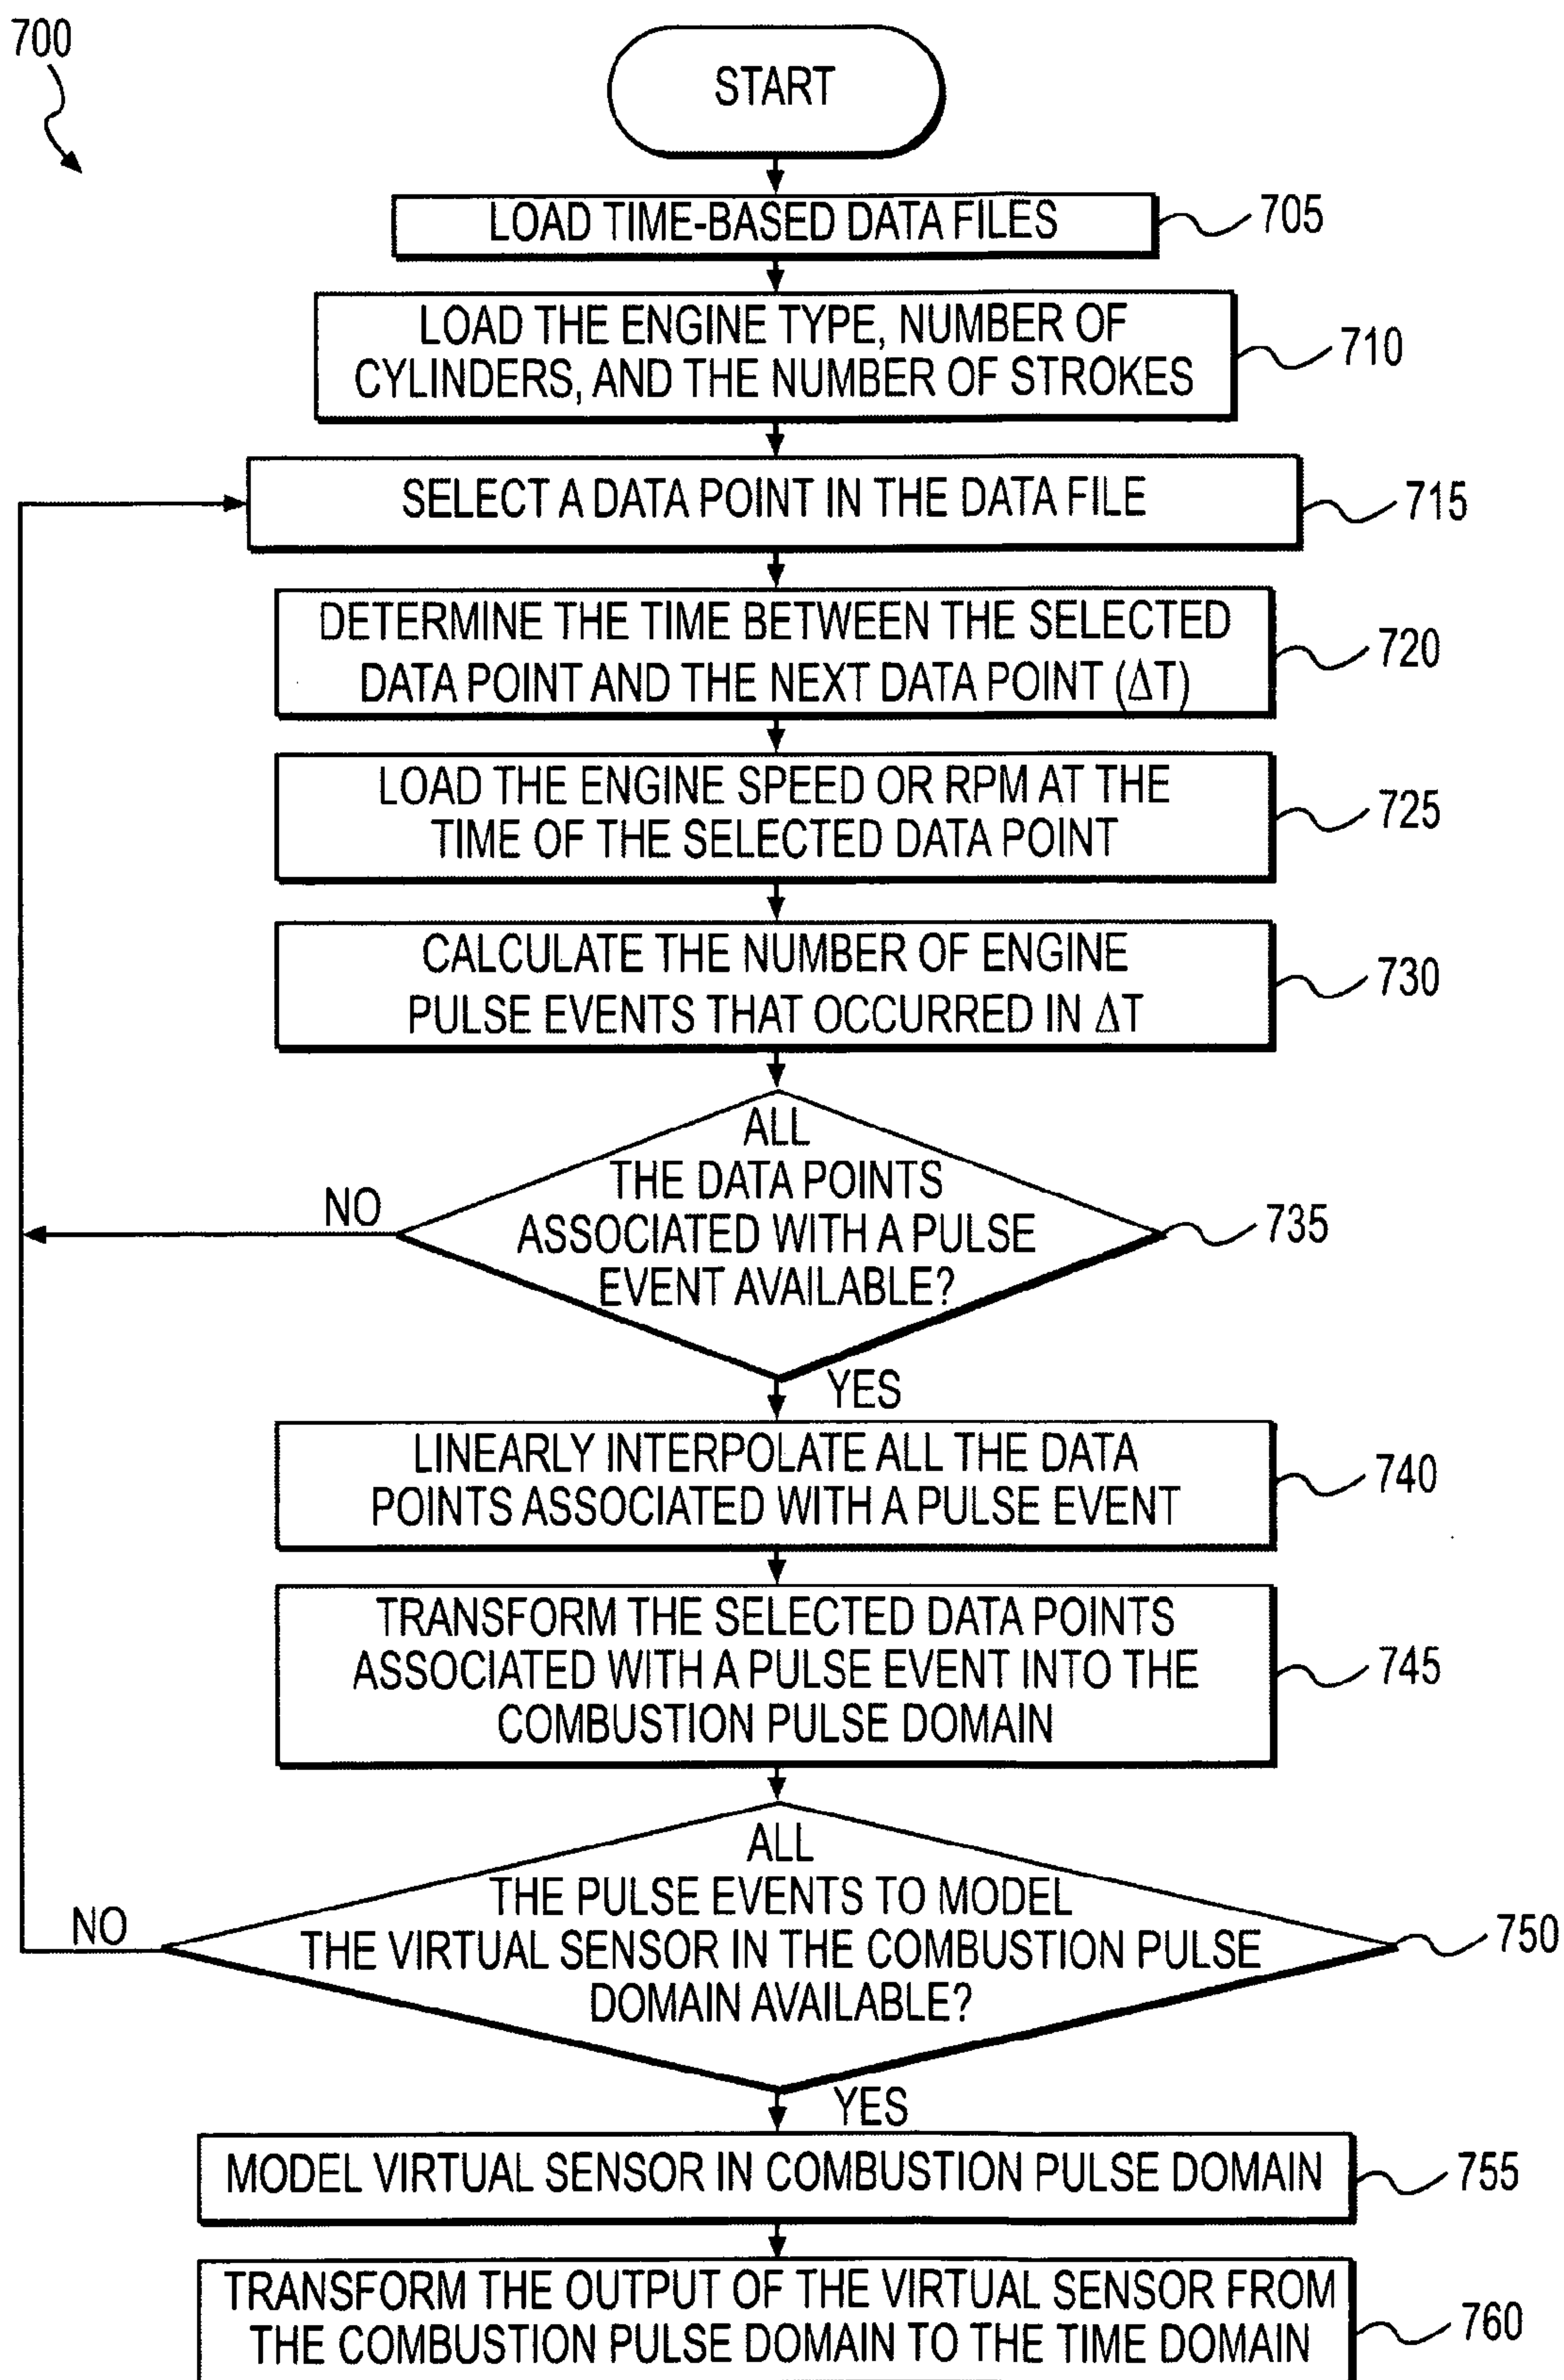 700
START
LOAD TIME-BASED DATA FILES
705
LOAD THE ENGINE TYPE, NUMBER OF
CYLINDERS, AND THE NUMBER OF STROKES
710
SELECT A DATA POINT IN THE DATA FILE
715
DETERMINE THE TIME BETWEEN THE SELECTED
DATA POINT AND THE NEXT DATA POINT (ΔT)
720
LOAD THE ENGINE SPEED OR RPM AT THE
TIME OF THE SELECTED DATA POINT
725
CALCULATE THE NUMBER OF ENGINE
PULSE EVENTS THAT OCCURRED IN ΔT
730
ALL
THE DATA POINTS
ASSOCIATED WITH A PULSE
EVENT AVAILABLE?
735
NO
YES
LINEARLY INTERPOLATE ALL THE DATA
POINTS ASSOCIATED WITH A PULSE EVENT
740
TRANSFORM THE SELECTED DATA POINTS
ASSOCIATED WITH A PULSE EVENT INTO THE
COMBUSTION PULSE DOMAIN
745
ALL
THE PULSE EVENTS TO MODEL
THE VIRTUAL SENSOR IN THE COMBUSTION PULSE
DOMAIN AVAILABLE?
750
NO
YES
MODEL VIRTUAL SENSOR IN COMBUSTION PULSE DOMAIN
755
TRANSFORM THE OUTPUT OF THE VIRTUAL SENSOR FROM
THE COMBUSTION PULSE DOMAIN TO THE TIME DOMAIN
760